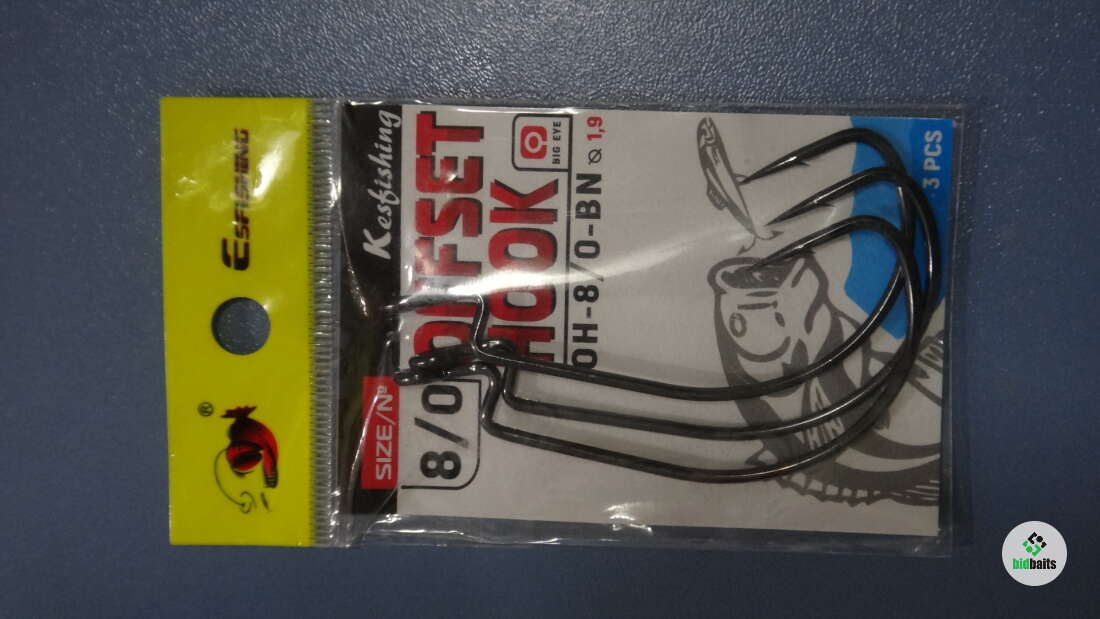 EsFISHING
®
Kesfishing
OFFSET
HOOK
BIG EYE
SIZE/Nº
8/0
OH-8/0-BN ⌀ 1,9
3 PCS
bidbaits